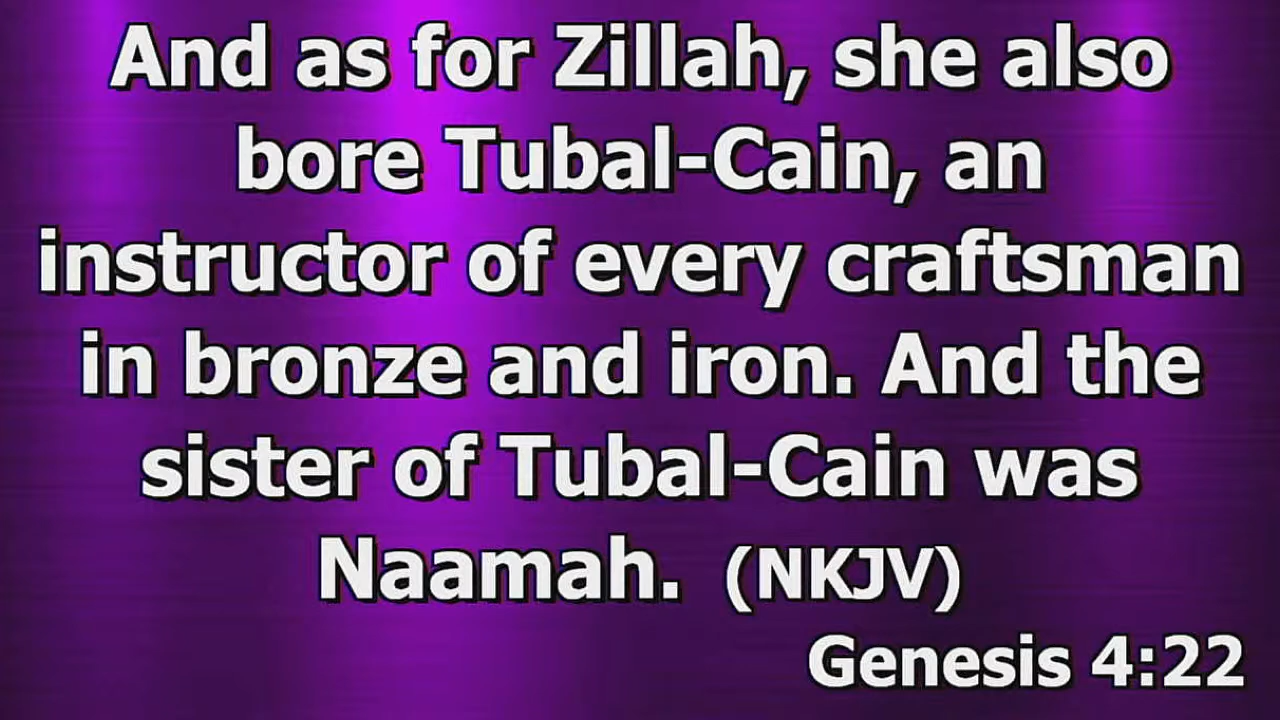 And as for Zillah, she also
bore Tubal-Cain, an
instructor of every craftsman
in bronze and iron. And the
sister of Tubal-Cain was
Naamah. (NKJV)
Genesis 4:22